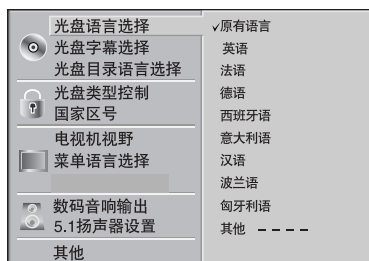 光盘语言选择
光盘字幕选择
光盘目录语言选择
光盘类型控制
国家区号
电视机视野
菜单语言选择
数码音响输出
5.1扬声器设置
其他
✓原有语言
英语
法语
德语
西班牙语
意大利语
汉语
波兰语
匈牙利语
其他 – – – –